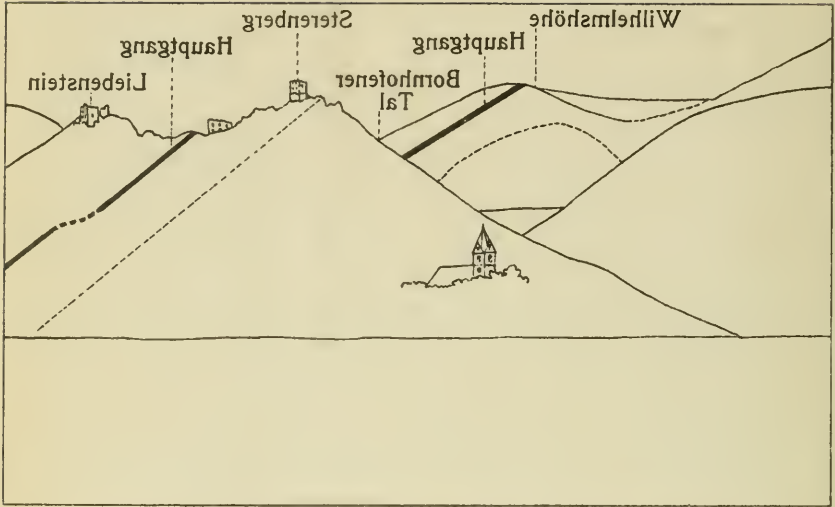 Wilhelmshöhe
Hauptgang
Bornhofener
Tal
Sterenberg
Hauptgang
Liebenstein